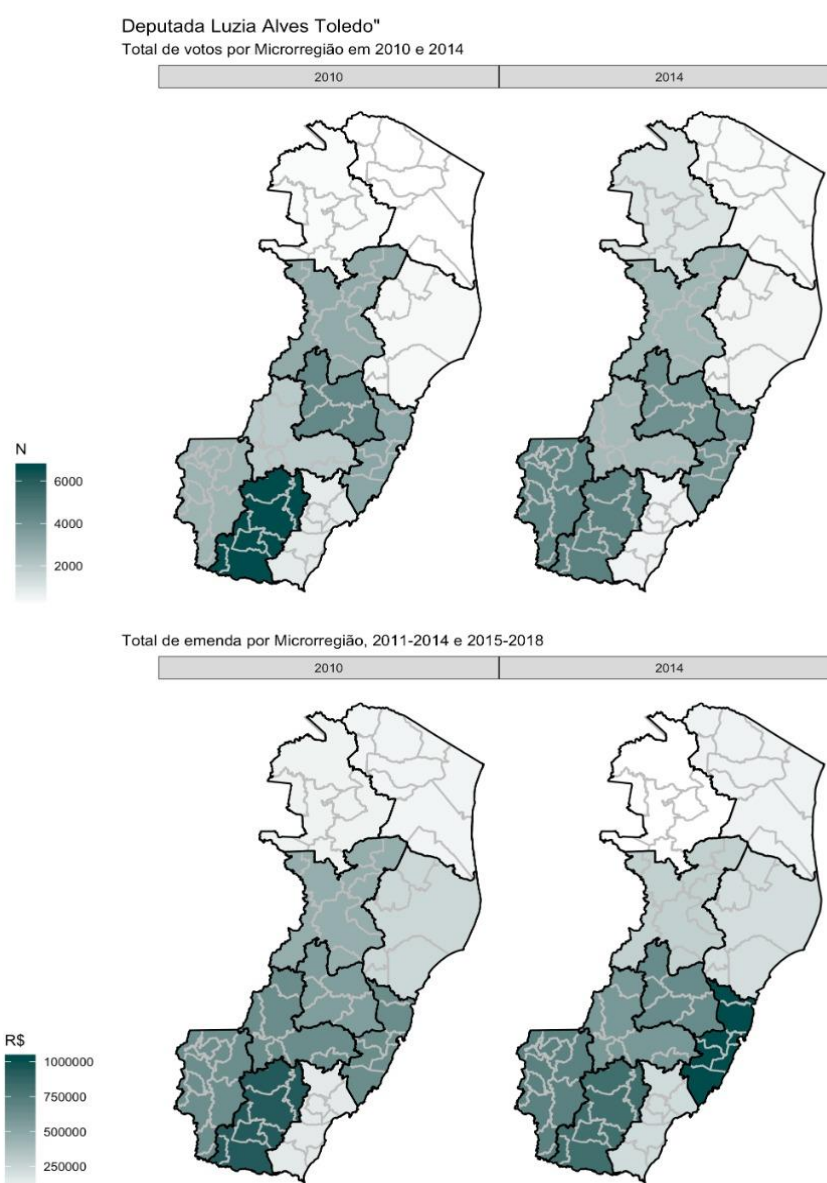 Deputada Luzia Alves Toledo"
Total de votos por Microrregião em 2010 e 2014
2010 2014
N
6000
4000
2000
Total de emenda por Microrregião, 2011-2014 e 2015-2018
2010 2014
R$
1000000
750000
500000
250000